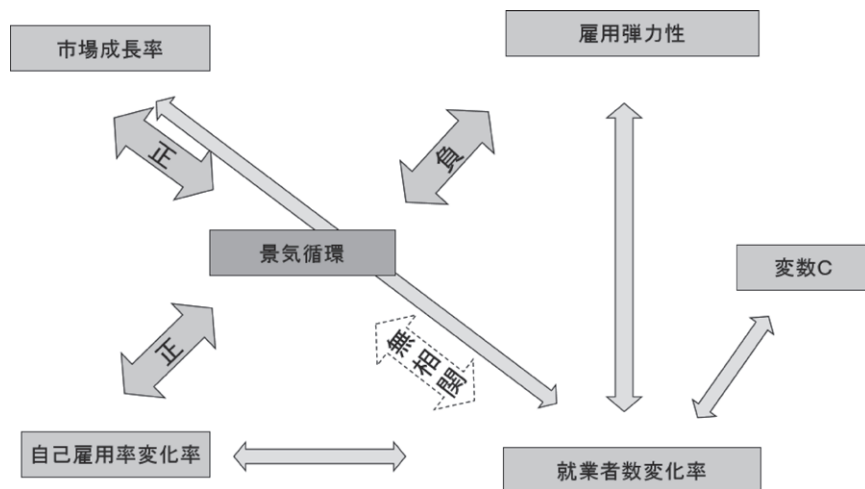 市場成長率
雇用弾力性
正
負
景気循環
変数C
正
無相関
自己雇用率変化率
就業者数変化率